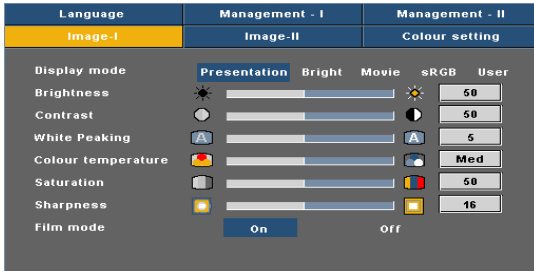 Language Management - I Management - II
Image-I Image-II Colour setting
Display mode Presentation Bright Movie sRGB User
Brightness 50
Contrast 50
White Peaking A A 5
Colour temperature Med
Saturation 50
Sharpness 16
Film mode On Off